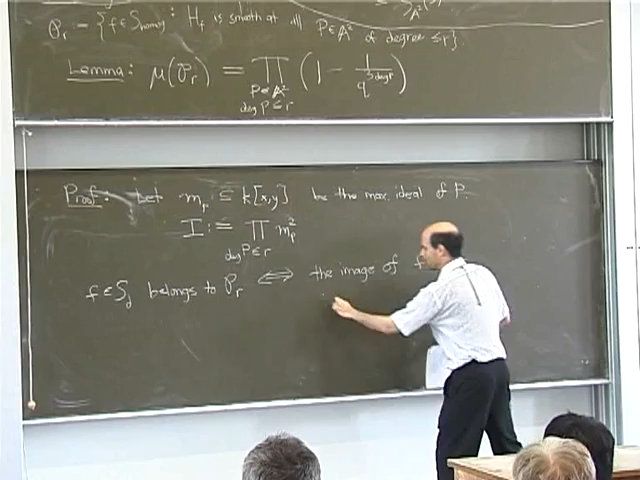 𝒫_r := {f ∈ S_homog : H_f is smooth at all P ∈ A² of degree ≤ r}.
Lemma: μ(𝒫_r) = ∏_{P ∈ A², deg P ≤ r} (1 - 1/q^{3 deg P})
Proof: Let m_P ⊆ k[x,y] be the max. ideal of P
I := ∏_{deg P ≤ r} m_P²
f ∈ S_d belongs to 𝒫_r ⟺ the image of f